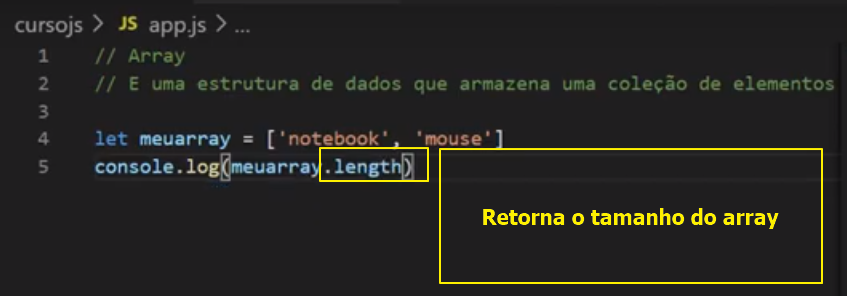 cursojs > JS app.js > ...
1 // Array
2 // E uma estrutura de dados que armazena uma coleção de elementos
3
4 let meuarray = ['notebook', 'mouse']
5 console.log(meuarray.length)
Retorna o tamanho do array